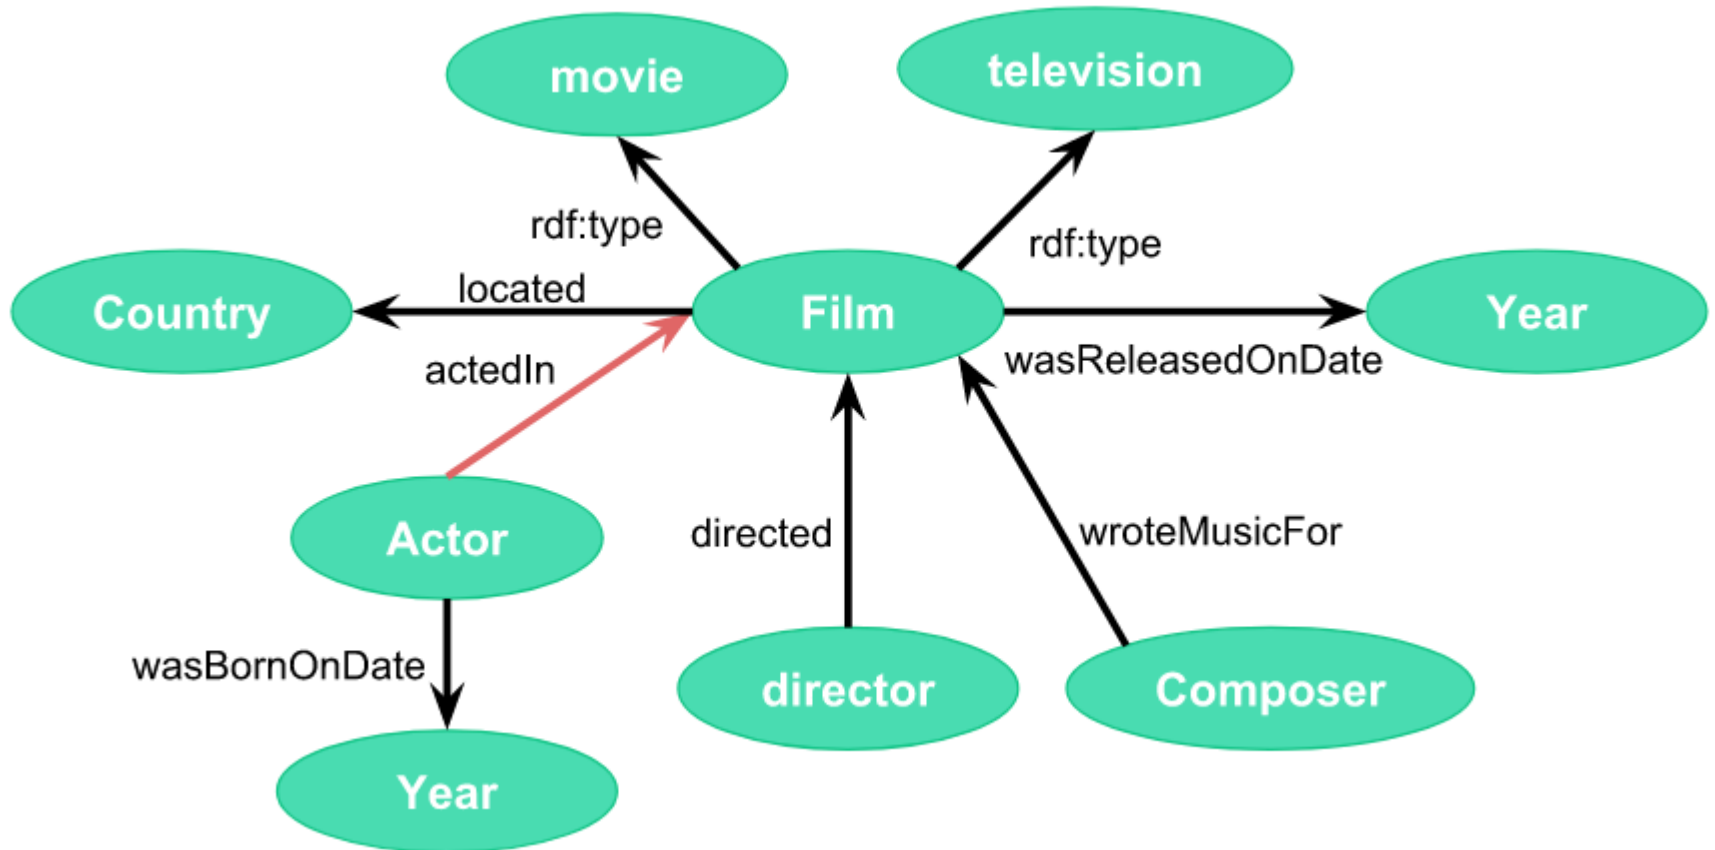 movie
television
rdf:type
rdf:type
Country
located
Film
Year
wasReleasedOnDate
actedIn
Actor
directed
wroteMusicFor
wasBornOnDate
director
Composer
Year